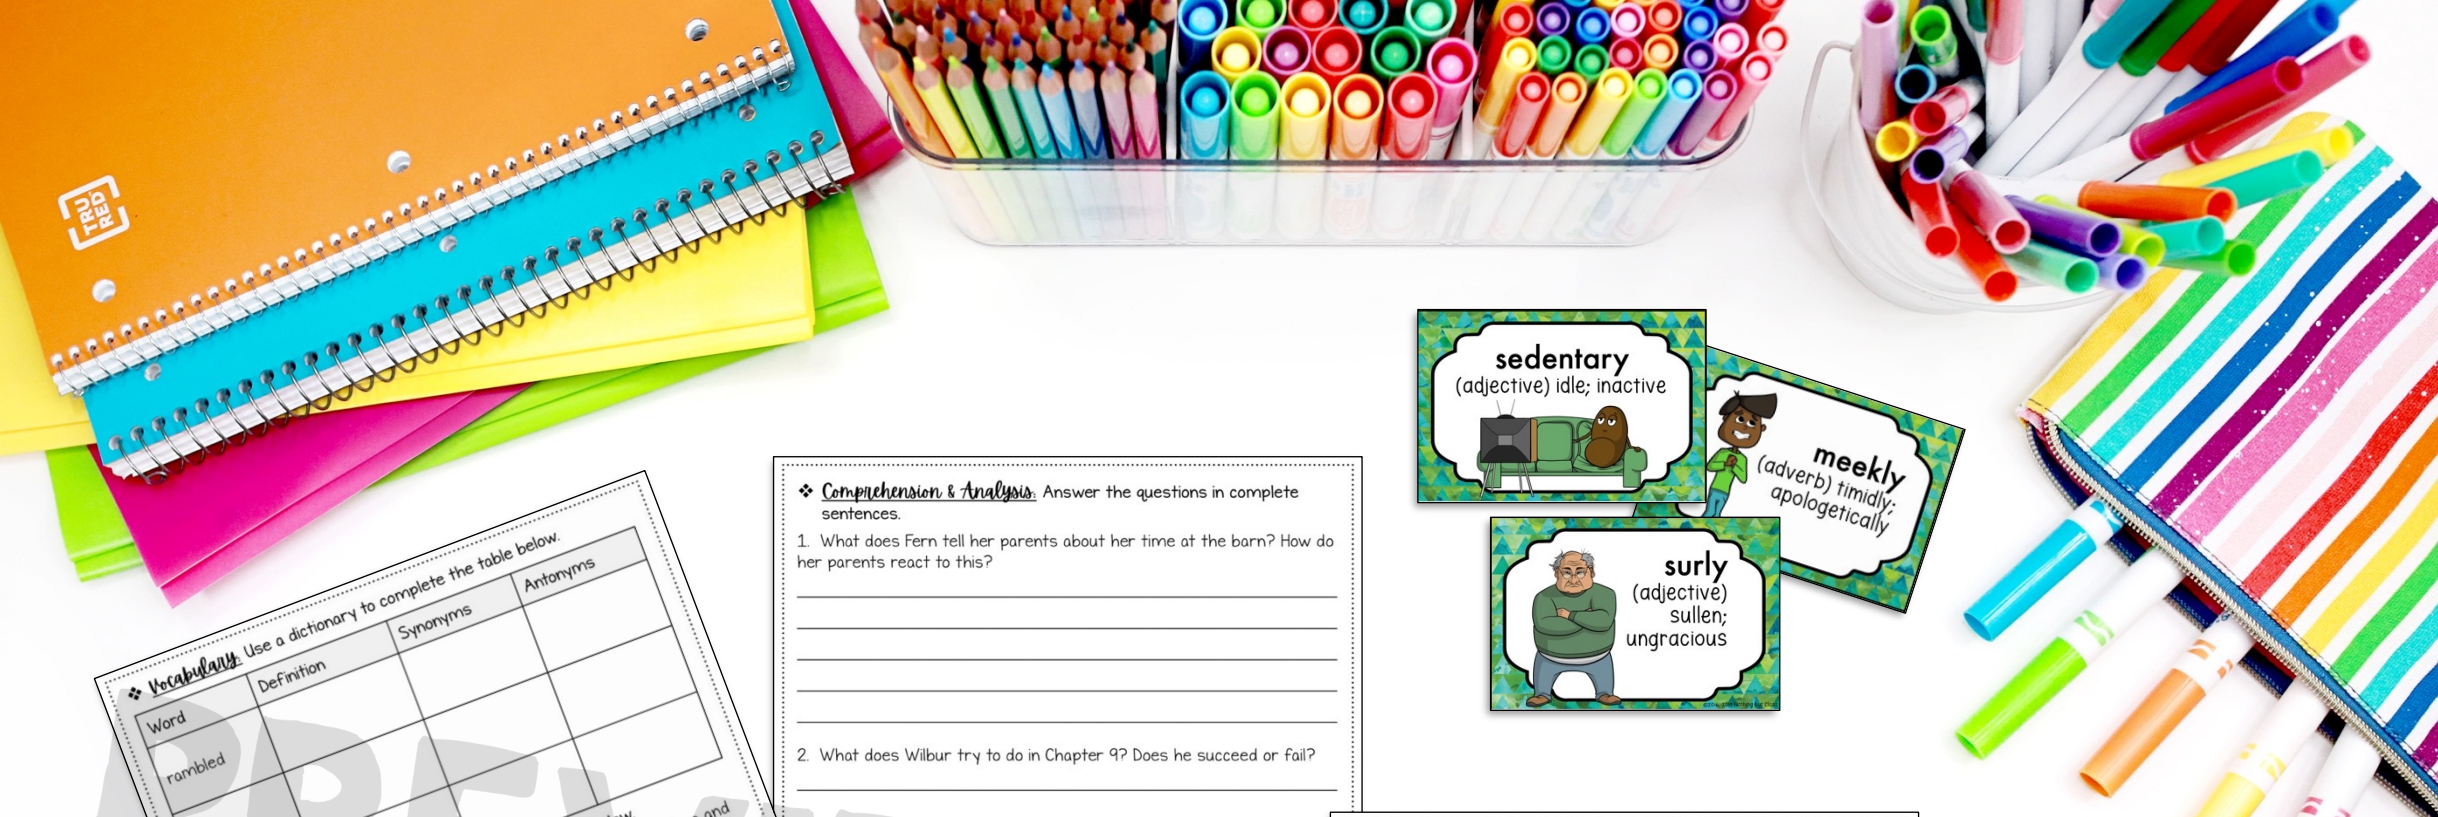 TRU
RED
❖ Vocabulary: Use a dictionary to complete the table below.
Word Definition Synonyms Antonyms
rambled
and
❖ Comprehension & Analysis: Answer the questions in complete
sentences.
1. What does Fern tell her parents about her time at the barn? How do
her parents react to this?
2. What does Wilbur try to do in Chapter 9? Does he succeed or fail?
sedentary
(adjective) idle; inactive
meekly
(adverb) timidly;
apologetically
surly
(adjective)
sullen;
ungracious